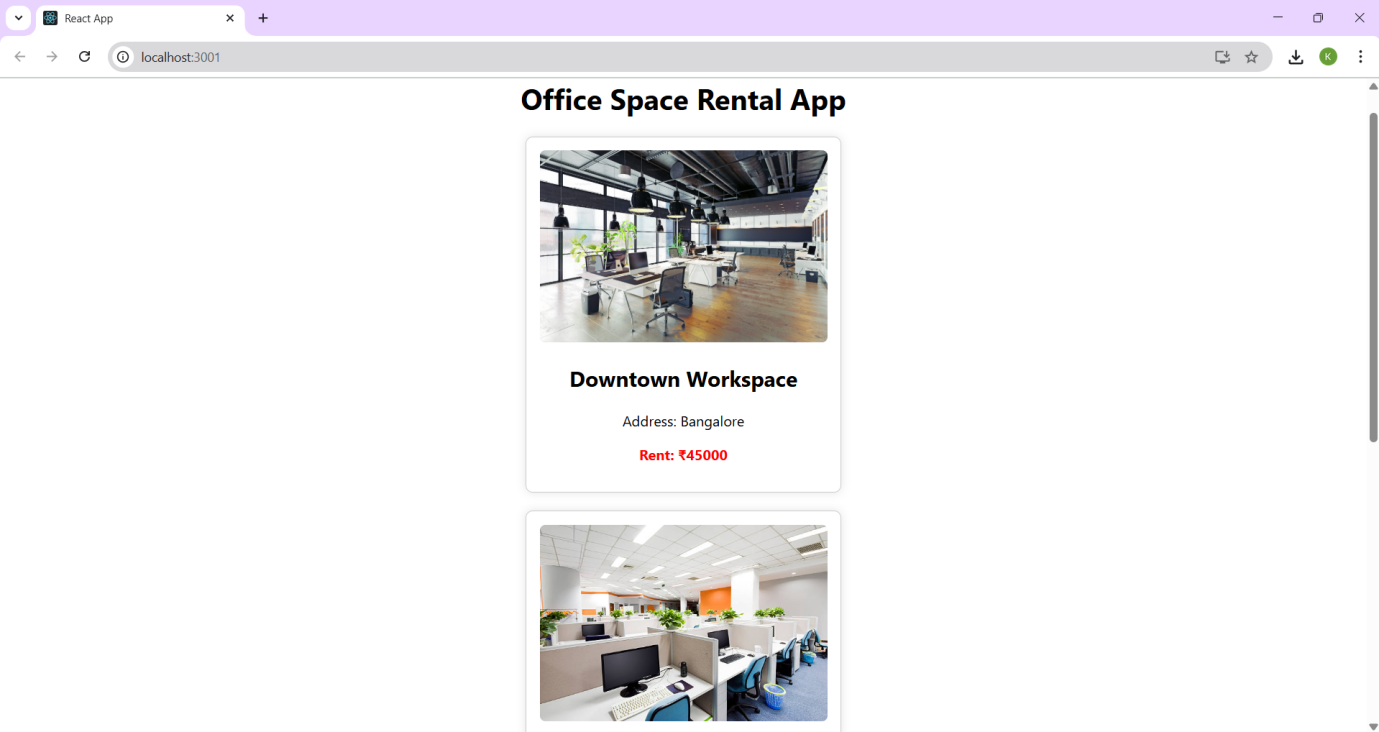 React App
localhost:3001
K
Office Space Rental App
Downtown Workspace
Address: Bangalore
Rent: ₹45000